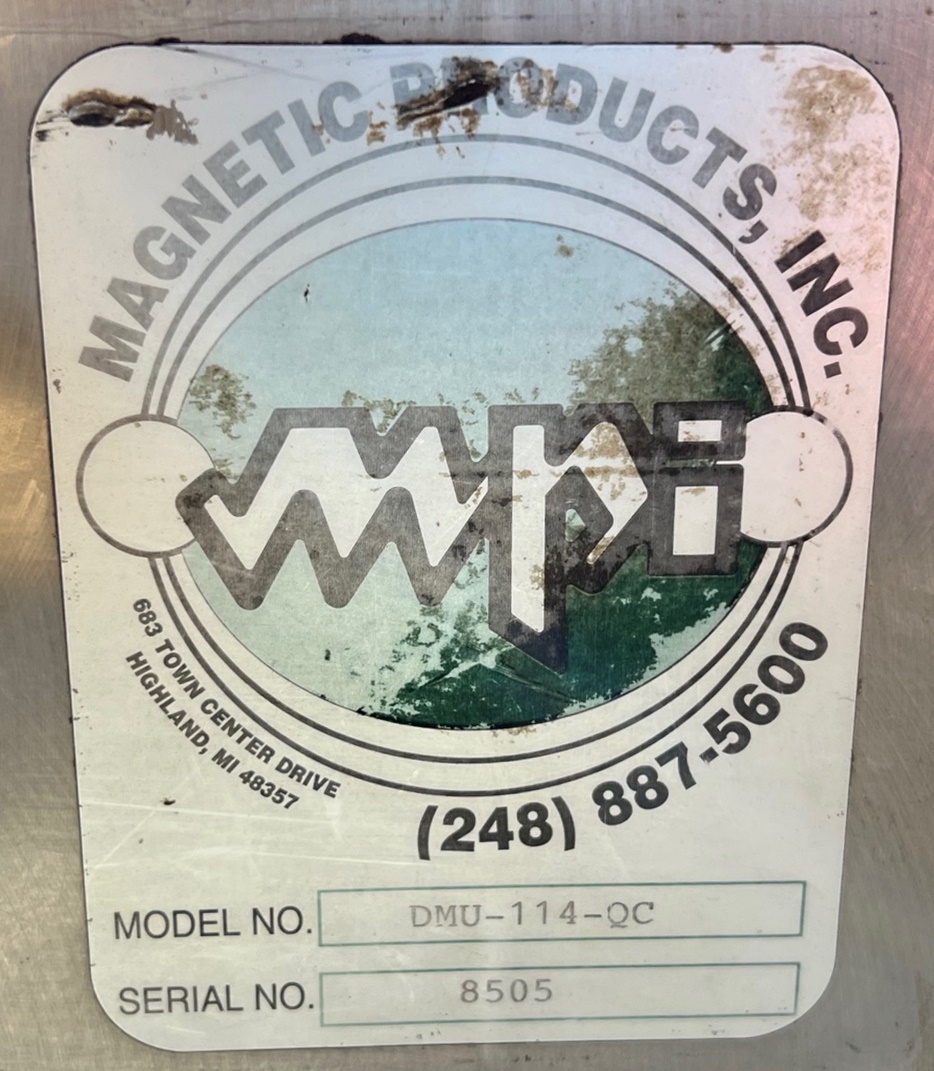 MAGNETIC PRODUCTS, INC.
mpi
683 TOWN CENTER DRIVE
HIGHLAND, MI 48357
(248) 887-5600
MODEL NO. DMU-114-QC
SERIAL NO. 8505